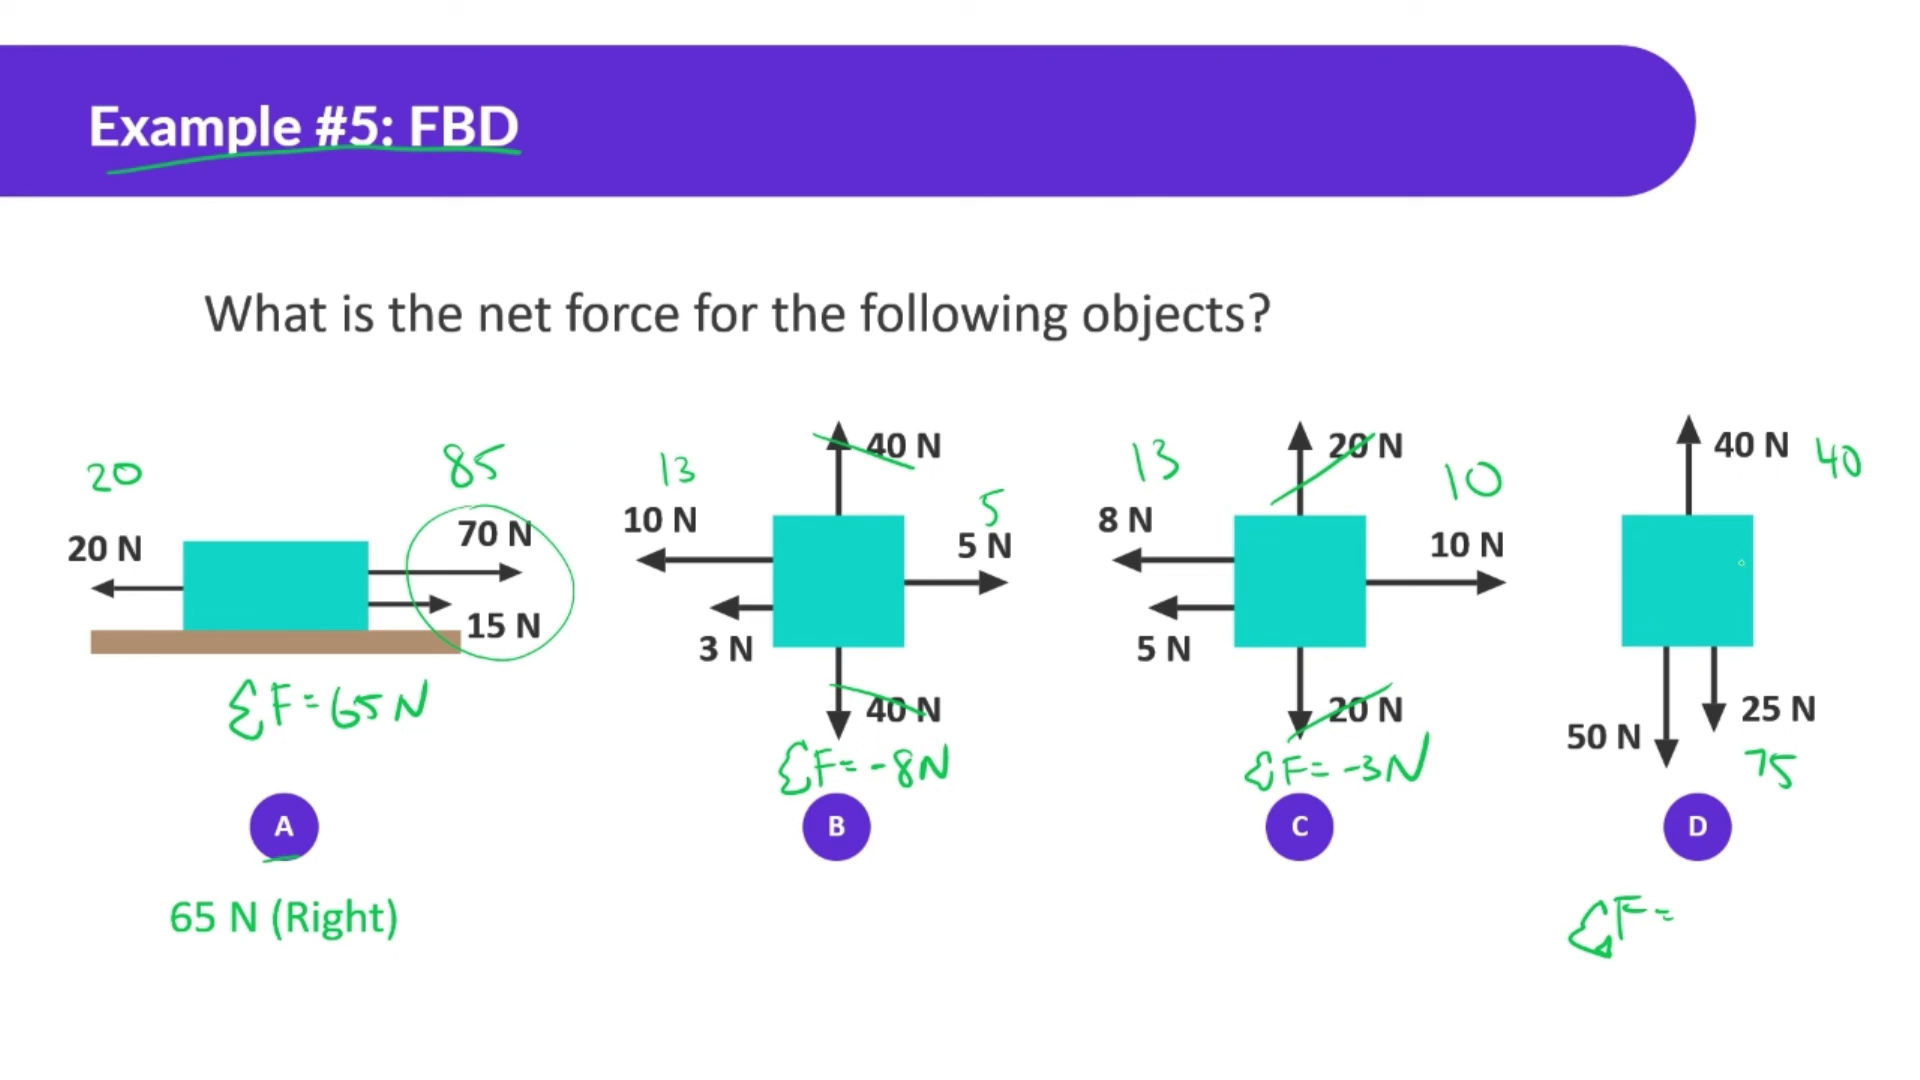 Example #5: FBD
What is the net force for the following objects?
20
85
20 N
70 N
15 N
ΣF=65N
A
65 N (Right)
13
40 N
10 N
5
5 N
3 N
40 N
ΣF=-8N
B
13
20 N
8 N
10
10 N
5 N
20 N
ΣF=-3N
C
40 N 40
50 N
25 N
75
D
ΣF=